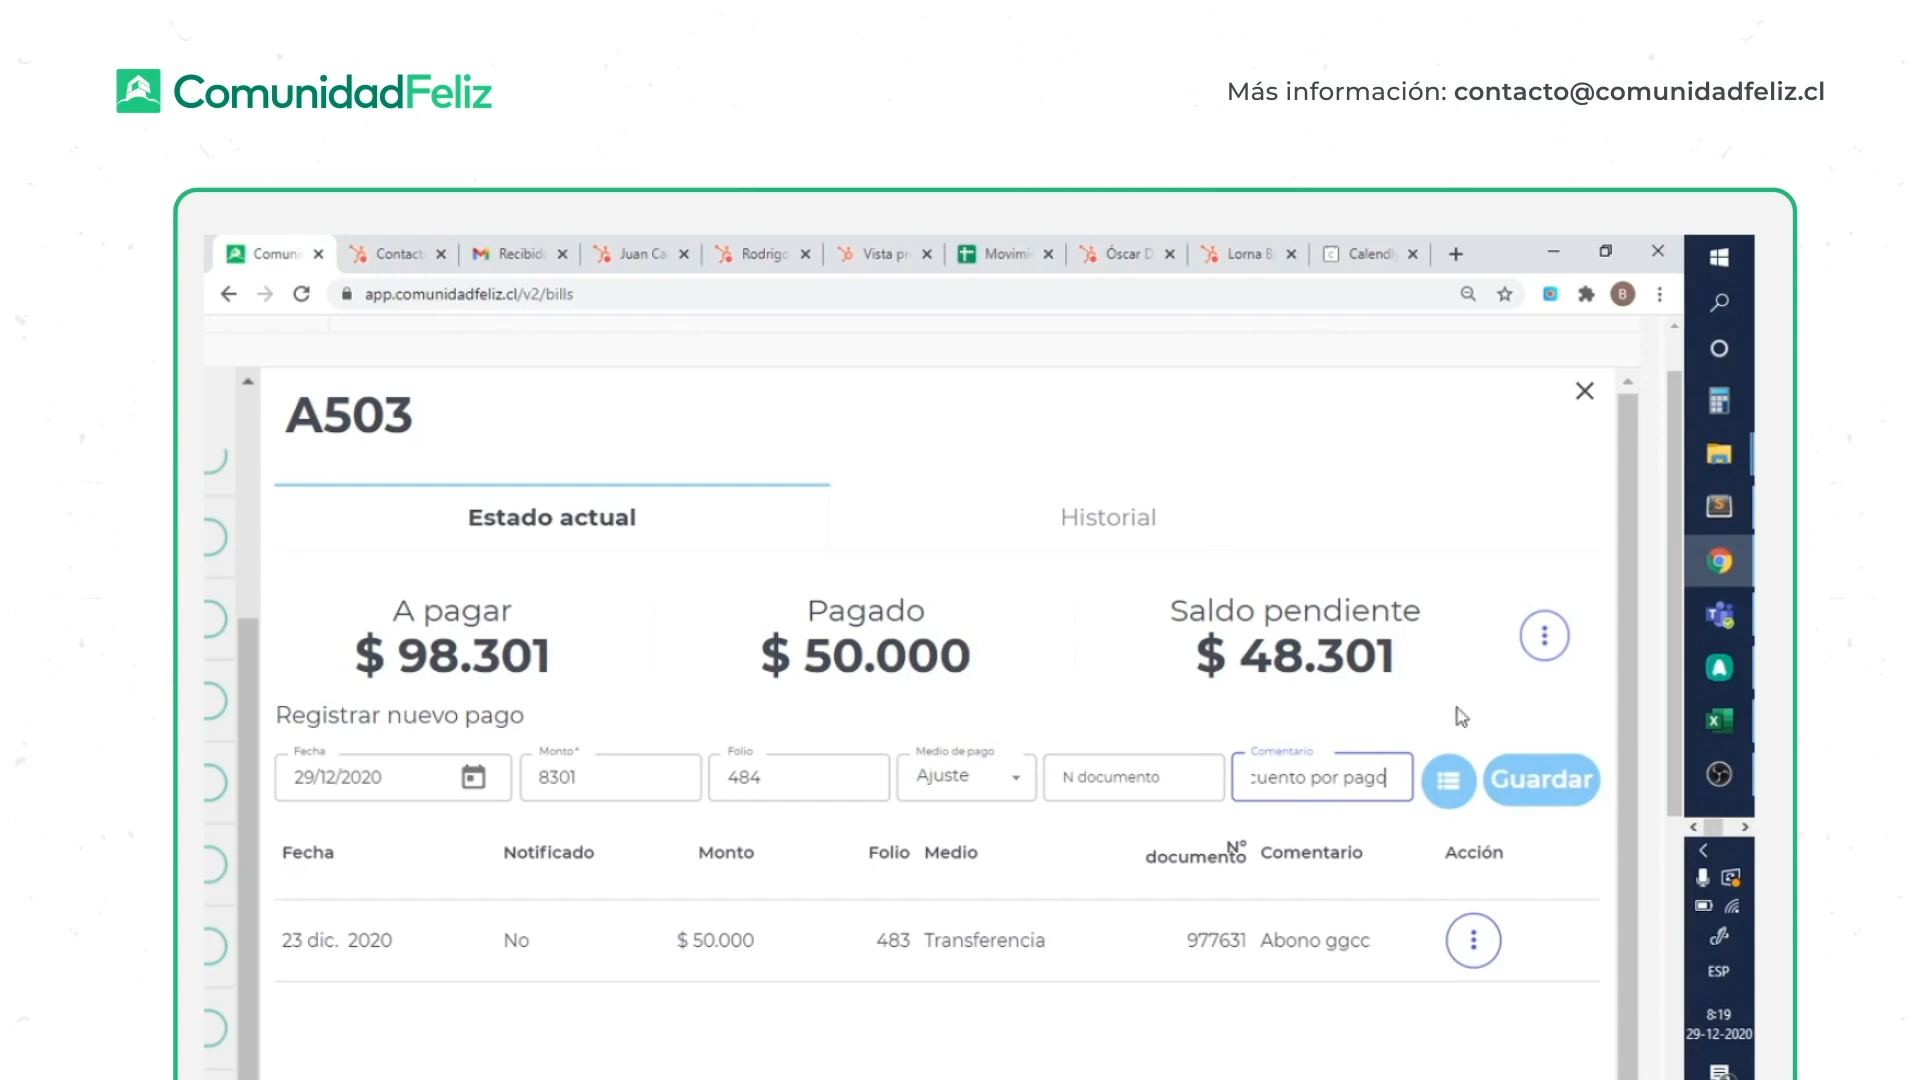 ComunidadFeliz
Más información: contacto@comunidadfeliz.cl
Comuni
Contact
Recibid
Juan Ca
Rodrigo
Vista pr
Movimi
Óscar D
Lorna B
Calendl
app.comunidadfeliz.cl/v2/bills
B
A503
Estado actual
Historial
A pagar
Pagado
Saldo pendiente
$ 98.301
$ 50.000
$ 48.301
Registrar nuevo pago
Fecha
Monto*
Folio
Medio de pago
Comentario
29/12/2020
8301
484
Ajuste
N documento
cuento por pago
Guardar
Fecha
Notificado
Monto
Folio
Medio
N° documento
Comentario
Acción
23 dic. 2020
No
$ 50.000
483
Transferencia
977631
Abono ggcc
ESP
8:19
29-12-2020